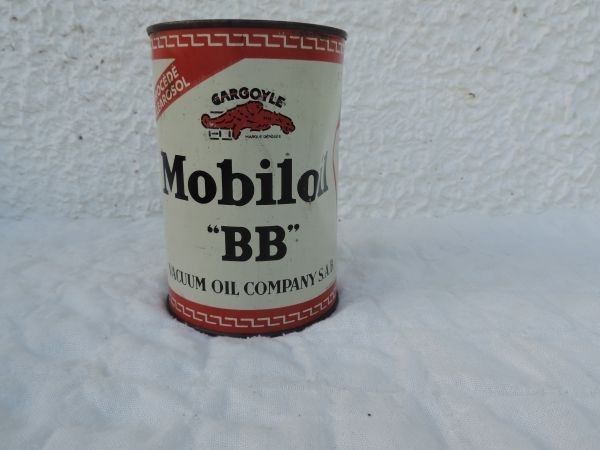 GARGOYLE
MARQUE DÉPOSÉE
Mobiloil
"BB"
VACUUM OIL COMPANY S.A.B